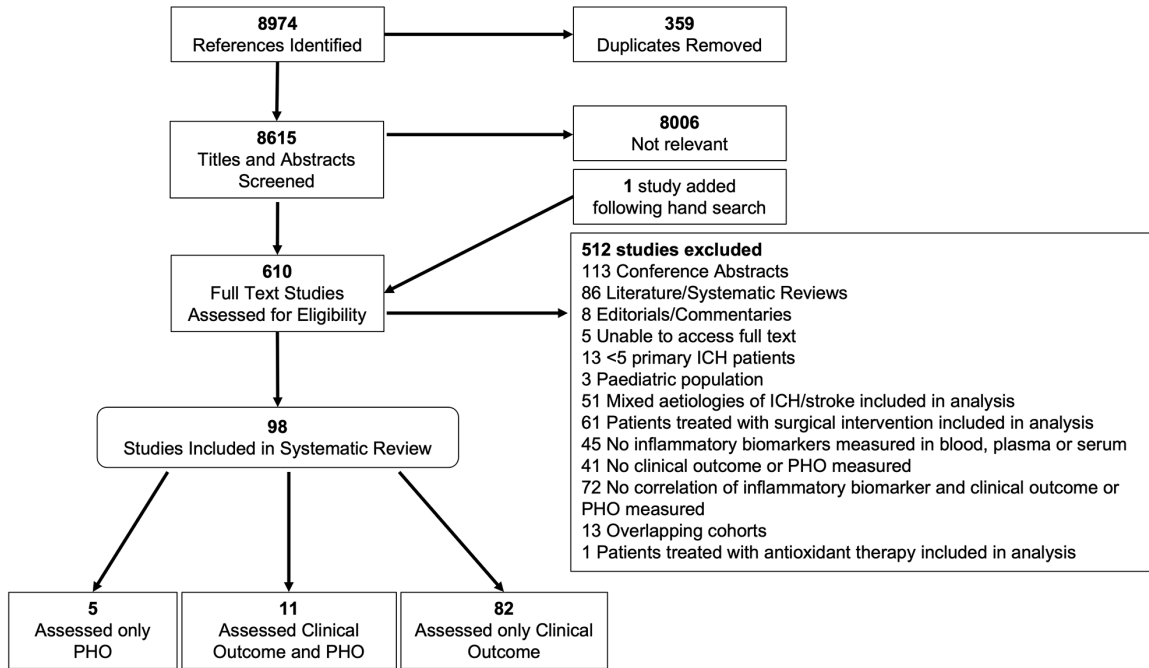 8974
References Identified
359
Duplicates Removed
8615
Titles and Abstracts
Screened
8006
Not relevant
1 study added
following hand search
610
Full Text Studies
Assessed for Eligibility
512 studies excluded
113 Conference Abstracts
86 Literature/Systematic Reviews
8 Editorials/Commentaries
5 Unable to access full text
13 <5 primary ICH patients
3 Paediatric population
51 Mixed aetiologies of ICH/stroke included in analysis
61 Patients treated with surgical intervention included in analysis
45 No inflammatory biomarkers measured in blood, plasma or serum
41 No clinical outcome or PHO measured
72 No correlation of inflammatory biomarker and clinical outcome or
PHO measured
13 Overlapping cohorts
1 Patients treated with antioxidant therapy included in analysis
98
Studies Included in Systematic Review
5
Assessed only
PHO
11
Assessed Clinical
Outcome and PHO
82
Assessed only Clinical
Outcome